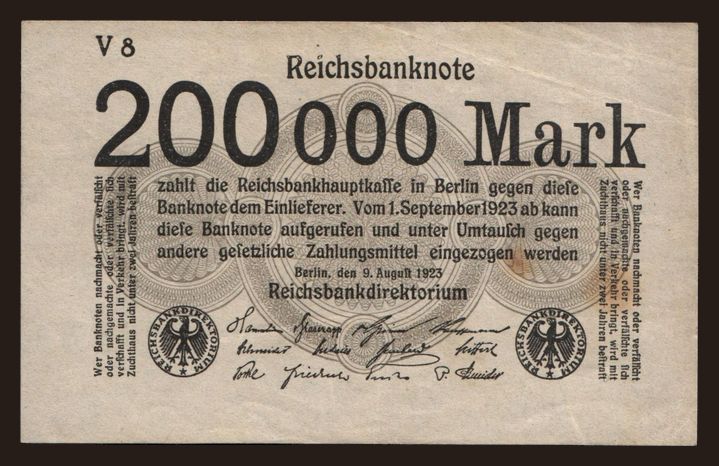 V 8
Reichsbanknote
200000 Mark
zahlt die Reichsbankhauptkasse in Berlin gegen diese
Banknote dem Einlieferer. Vom 1. September 1923 ab kann
diese Banknote aufgerufen und unter Umtausch gegen
andere gesetzliche Zahlungsmittel eingezogen werden
Berlin, den 9. August 1923
Reichsbankdirektorium
Wer Banknoten nachmacht oder verfälscht
oder nachgemachte oder verfälschte sich
verschafft und in Verkehr bringt, wird mit
Zuchthaus nicht unter zwei Jahren bestraft
Wer Banknoten nachmacht oder verfälscht
oder nachgemachte oder verfälschte sich
verschafft und in Verkehr bringt, wird mit
Zuchthaus nicht unter zwei Jahren bestraft
REICHSBANKDIREKTORIUM
REICHSBANKDIREKTORIUM